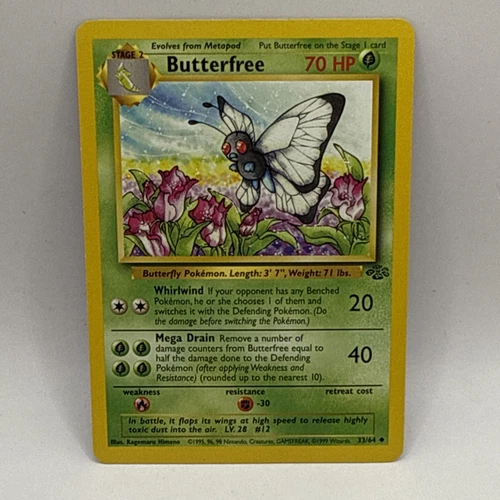 Evolves from Metapod Put Butterfree on the Stage 1 card
STAGE 2
Butterfree 70 HP
Butterfly Pokémon. Length: 3' 7", Weight: 71 lbs.
Whirlwind If your opponent has any Benched
Pokémon, he or she chooses 1 of them and
switches it with the Defending Pokémon. (Do
the damage before switching the Pokémon.)
20
Mega Drain Remove a number of
damage counters from Butterfree equal to
half the damage done to the Defending
Pokémon (after applying Weakness and
Resistance) (rounded up to the nearest 10).
40
weakness resistance retreat cost
-30
In battle, it flaps its wings at high speed to release highly
toxic dust into the air. LV. 28 #12
Illus. Kagemaru Himeno ©1995, 96, 98 Nintendo, Creatures, GAMEFREAK. ©1999 Wizards. 33/64